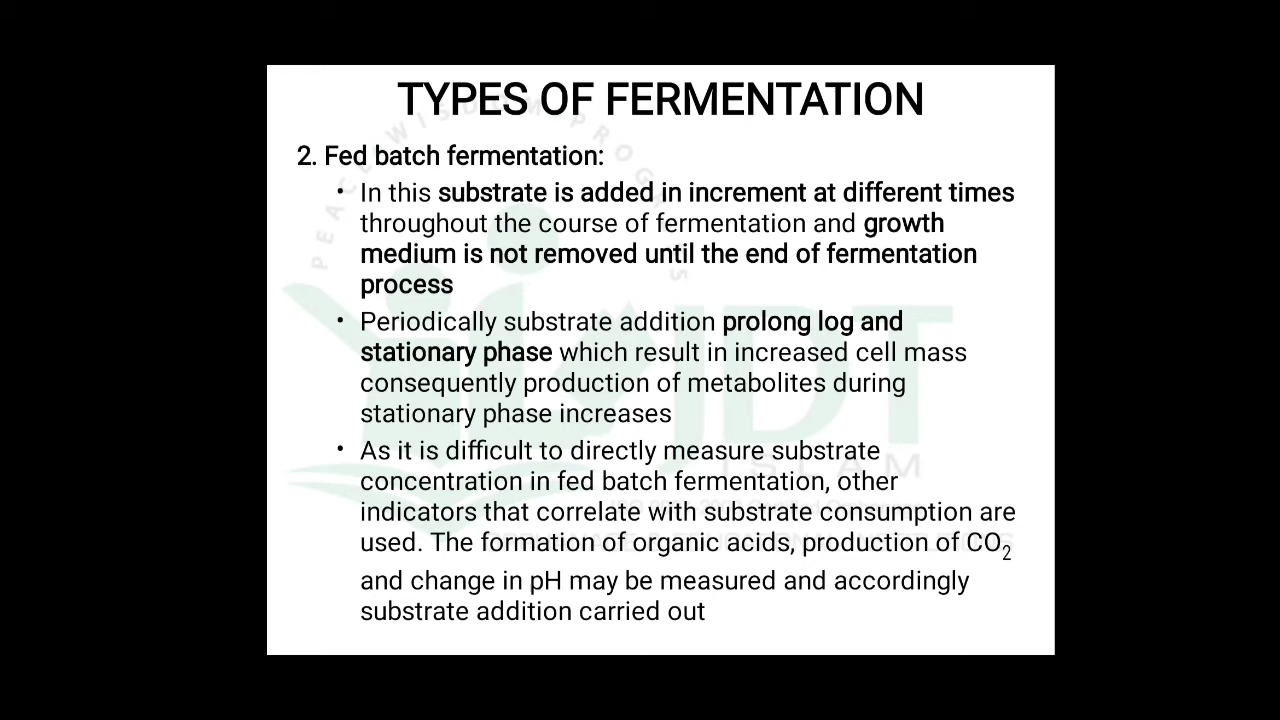 TYPES OF FERMENTATION
2. Fed batch fermentation:
• In this substrate is added in increment at different times
throughout the course of fermentation and growth
medium is not removed until the end of fermentation
process
• Periodically substrate addition prolong log and
stationary phase which result in increased cell mass
consequently production of metabolites during
stationary phase increases
• As it is difficult to directly measure substrate
concentration in fed batch fermentation, other
indicators that correlate with substrate consumption are
used. The formation of organic acids, production of CO₂
and change in pH may be measured and accordingly
substrate addition carried out
JDT
ISLAM
PEACE WISDOM